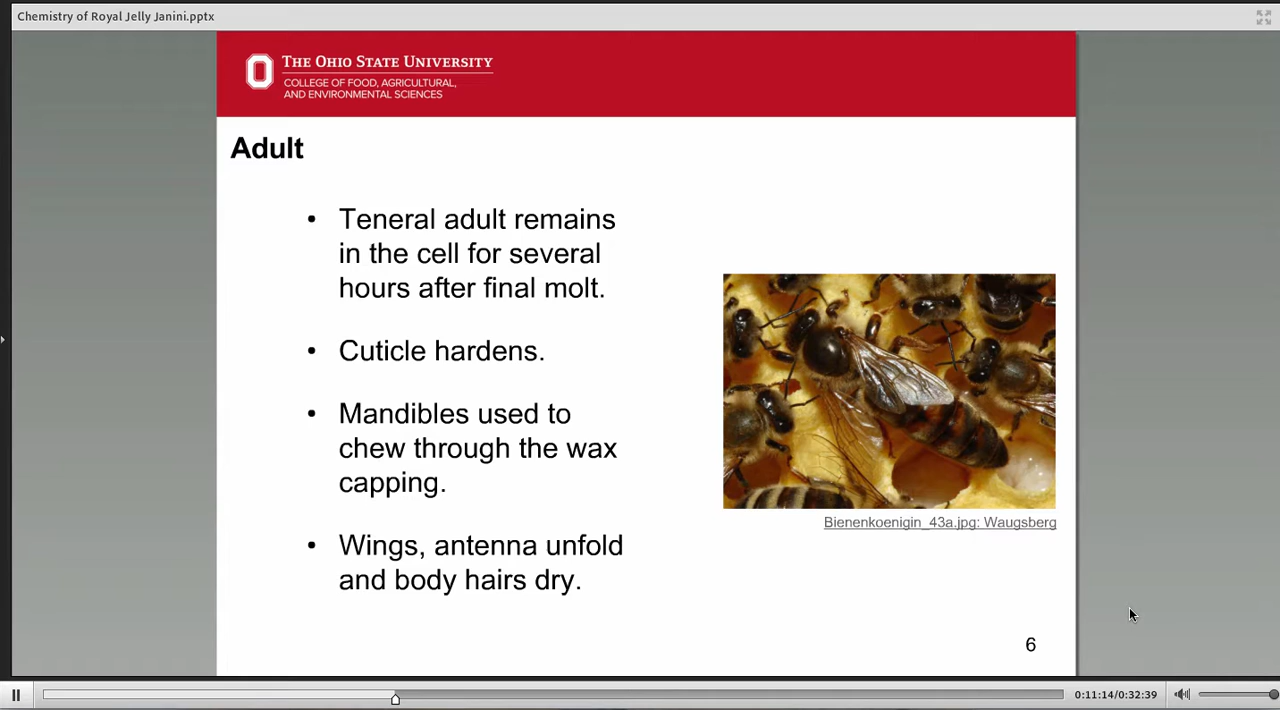 Chemistry of Royal Jelly Janini.pptx
THE OHIO STATE UNIVERSITY
COLLEGE OF FOOD, AGRICULTURAL,
AND ENVIRONMENTAL SCIENCES
Adult
• Teneral adult remains
in the cell for several
hours after final molt.
• Cuticle hardens.
• Mandibles used to
chew through the wax
capping.
• Wings, antenna unfold
and body hairs dry.
Bienenkoenigin_43a.jpg: Waugsberg
6
0:11:14/0:32:39